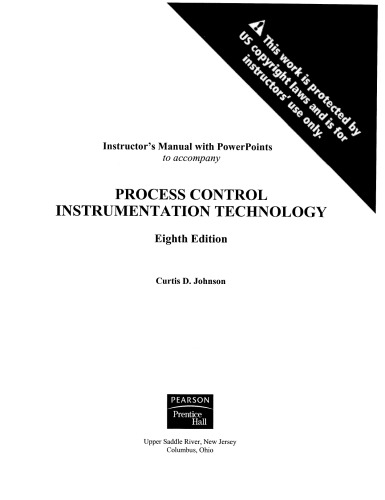 This work is protected by
US copyright laws and is for
instructors' use only.
Instructor's Manual with PowerPoints
to accompany
PROCESS CONTROL
INSTRUMENTATION TECHNOLOGY
Eighth Edition
Curtis D. Johnson
PEARSON
Prentice
Hall
Upper Saddle River, New Jersey
Columbus, Ohio